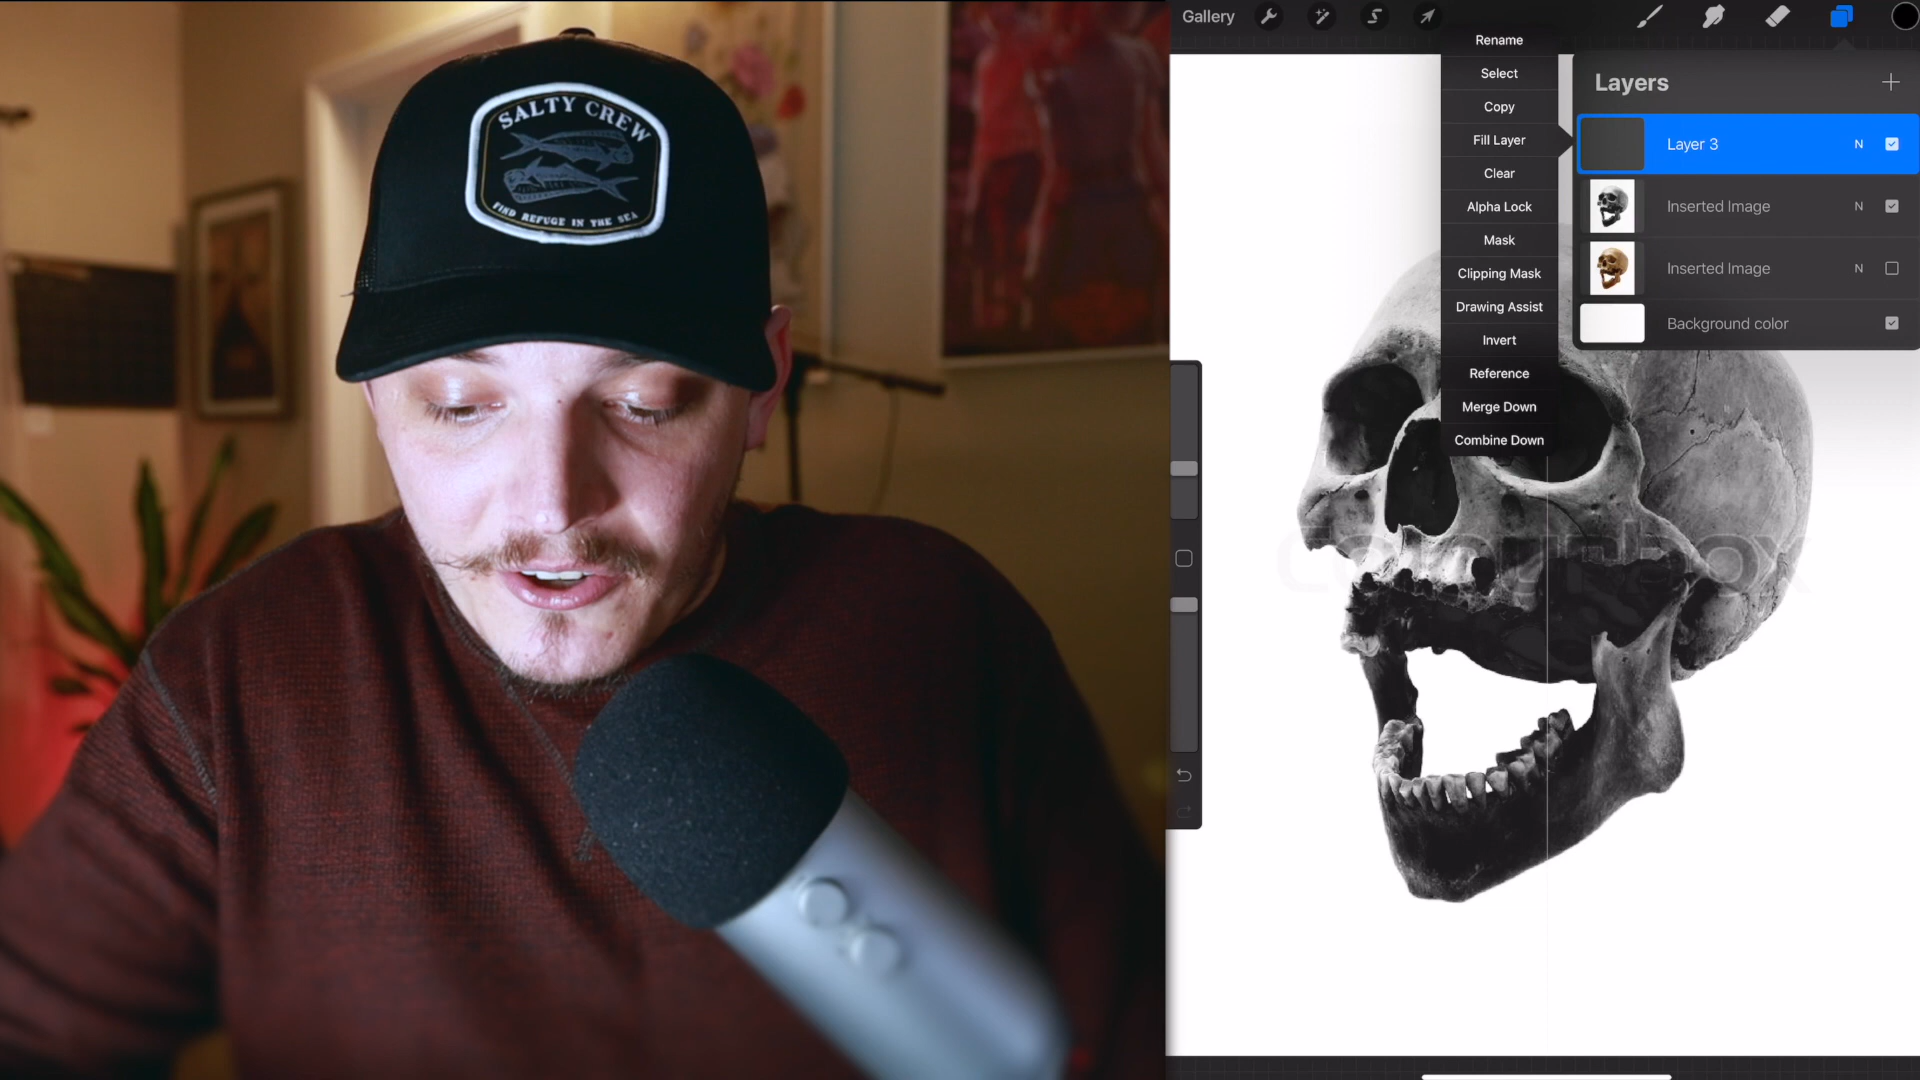 SALTY CREW
FIND REFUGE IN THE SEA
Gallery
Rename
Select
Copy
Fill Layer
Clear
Alpha Lock
Mask
Clipping Mask
Drawing Assist
Invert
Reference
Merge Down
Combine Down
Layers
Layer 3 N
Inserted Image N
Inserted Image N
Background color
colourbox